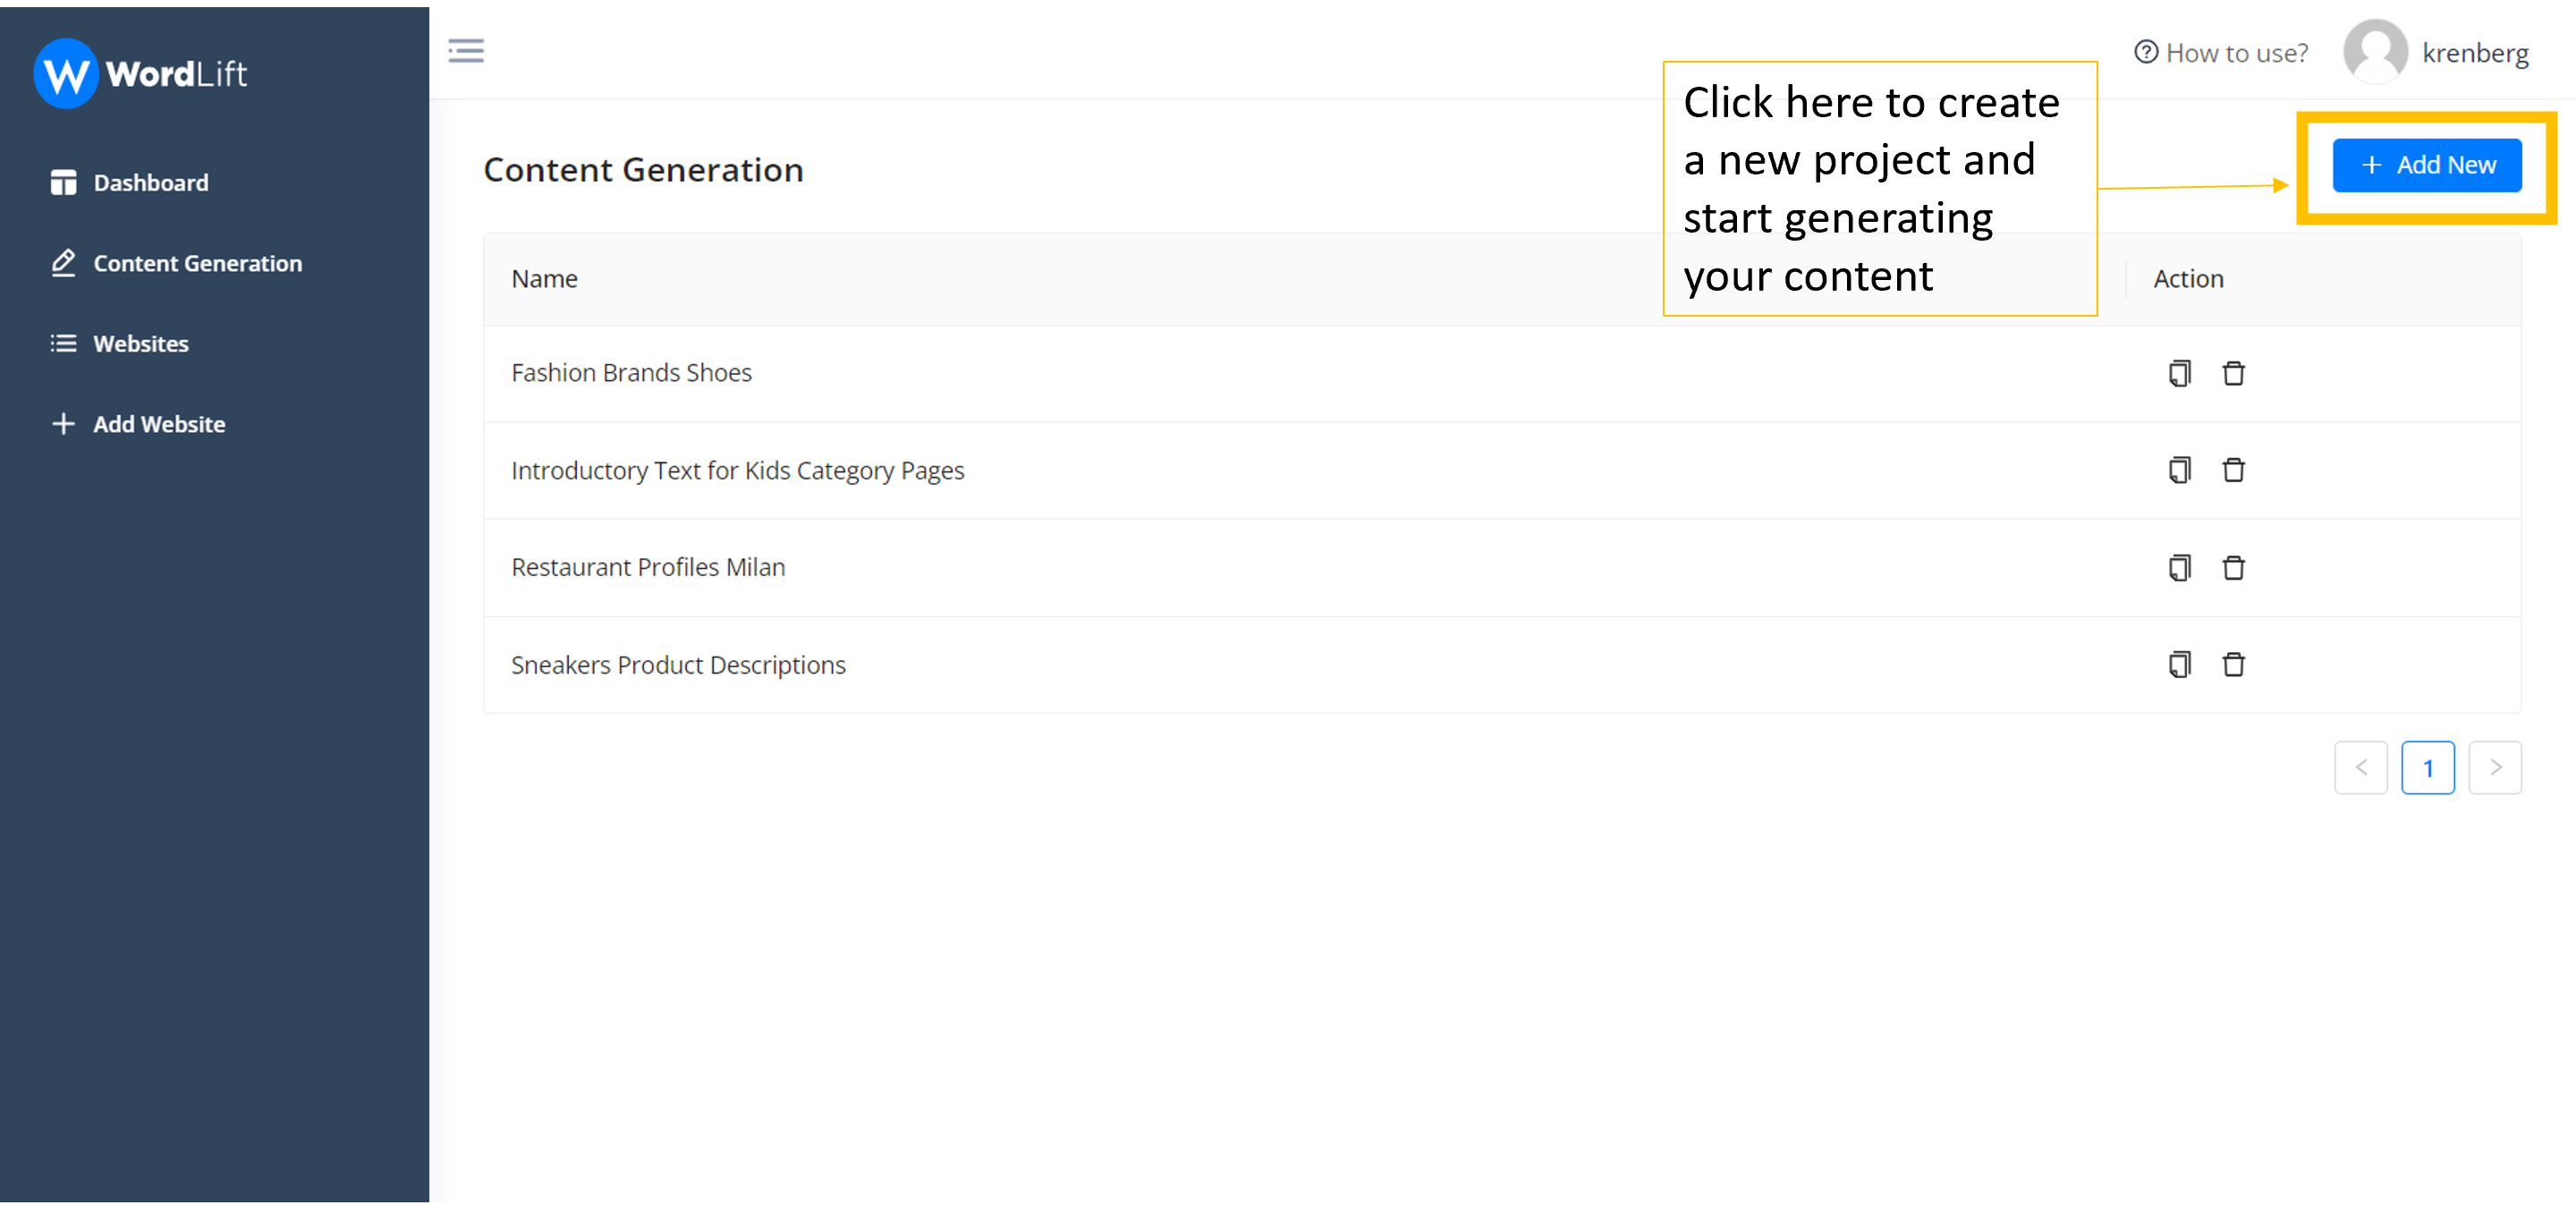 WordLift
How to use?
krenberg
Dashboard
Content Generation
Websites
Add Website
Content Generation
Click here to create
a new project and
start generating
your content
+ Add New
Name
Action
Fashion Brands Shoes
Introductory Text for Kids Category Pages
Restaurant Profiles Milan
Sneakers Product Descriptions
< 1 >